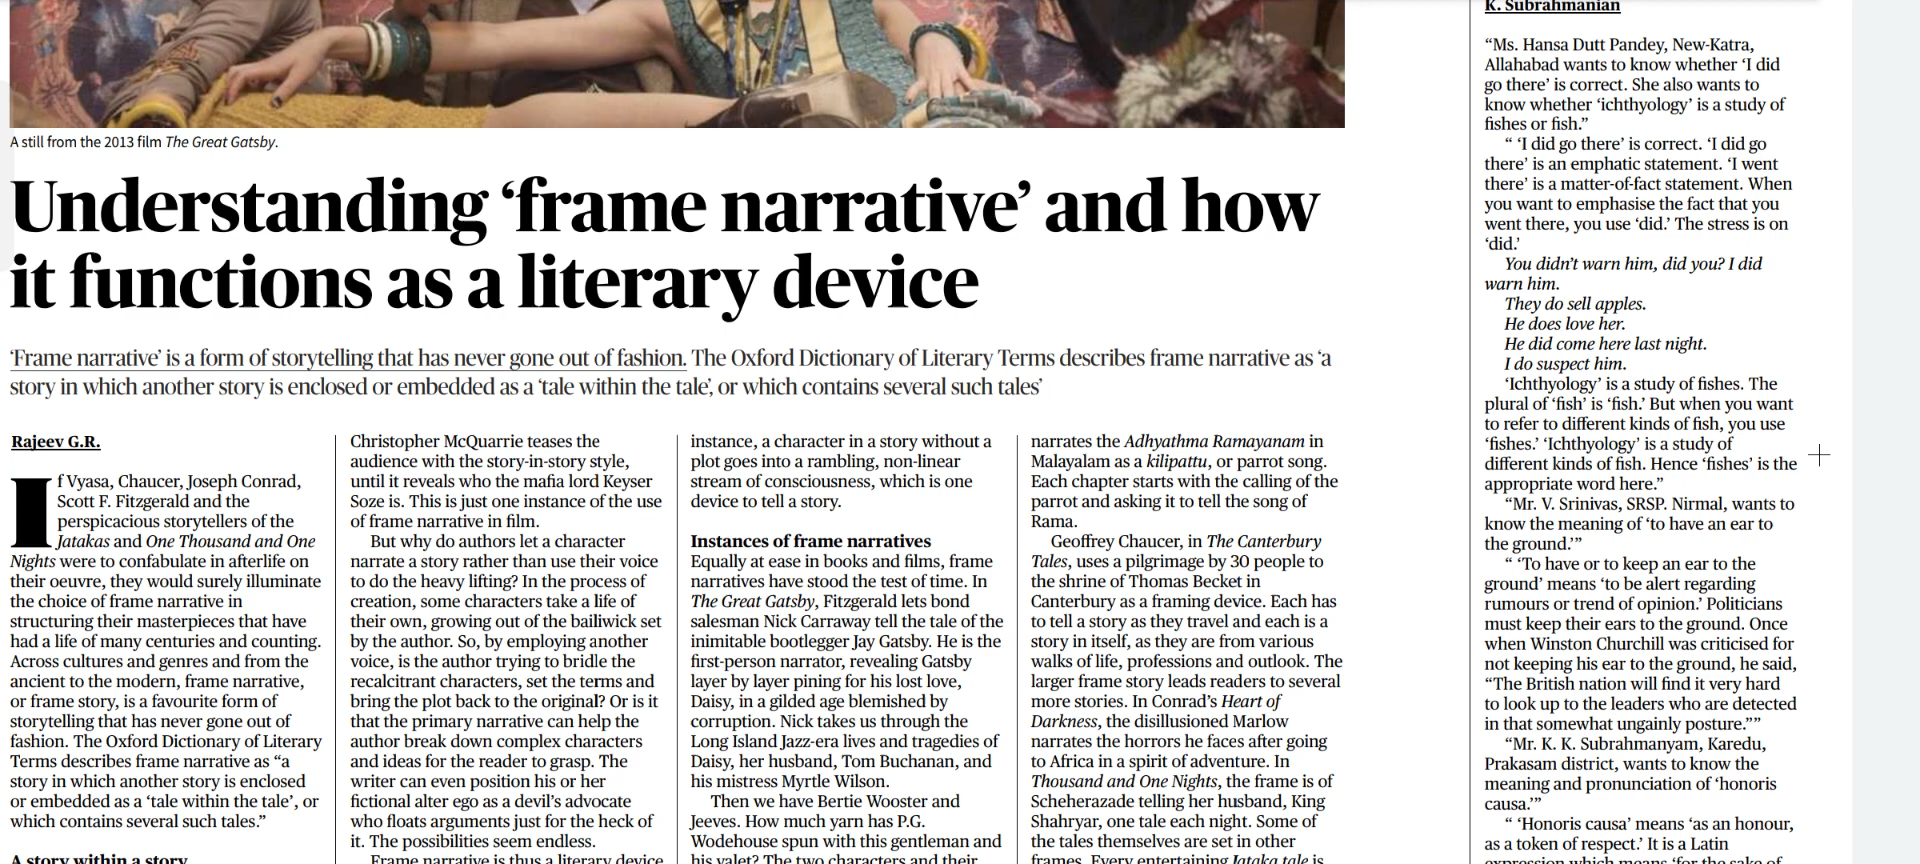 A still from the 2013 film The Great Gatsby.
Understanding ‘frame narrative’ and how
it functions as a literary device
‘Frame narrative’ is a form of storytelling that has never gone out of fashion. The Oxford Dictionary of Literary Terms describes frame narrative as ‘a
story in which another story is enclosed or embedded as a ‘tale within the tale’, or which contains several such tales’
Rajeev G.R.
If Vyasa, Chaucer, Joseph Conrad,
Scott F. Fitzgerald and the
perspicacious storytellers of the
Jatakas and One Thousand and One
Nights were to confabulate in afterlife on
their oeuvre, they would surely illuminate
the choice of frame narrative in
structuring their masterpieces that have
had a life of many centuries and counting.
Across cultures and genres and from the
ancient to the modern, frame narrative,
or frame story, is a favourite form of
storytelling that has never gone out of
fashion. The Oxford Dictionary of Literary
Terms describes frame narrative as “a
story in which another story is enclosed
or embedded as a ‘tale within the tale’, or
which contains several such tales.”
A story within a story
Christopher McQuarrie teases the
audience with the story-in-story style,
until it reveals who the mafia lord Keyser
Soze is. This is just one instance of the use
of frame narrative in film.
But why do authors let a character
narrate a story rather than use their voice
to do the heavy lifting? In the process of
creation, some characters take a life of
their own, growing out of the bailiwick set
by the author. So, by employing another
voice, is the author trying to bridle the
recalcitrant characters, set the terms and
bring the plot back to the original? Or is it
that the primary narrative can help the
author break down complex characters
and ideas for the reader to grasp. The
writer can even position his or her
fictional alter ego as a devil’s advocate
who floats arguments just for the heck of
it. The possibilities seem endless.
Frame narrative is thus a literary device
instance, a character in a story without a
plot goes into a rambling, non-linear
stream of consciousness, which is one
device to tell a story.
Instances of frame narratives
Equally at ease in books and films, frame
narratives have stood the test of time. In
The Great Gatsby, Fitzgerald lets bond
salesman Nick Carraway tell the tale of the
inimitable bootlegger Jay Gatsby. He is the
first-person narrator, revealing Gatsby
layer by layer pining for his lost love,
Daisy, in a gilded age blemished by
corruption. Nick takes us through the
Long Island Jazz-era lives and tragedies of
Daisy, her husband, Tom Buchanan, and
his mistress Myrtle Wilson.
Then we have Bertie Wooster and
Jeeves. How much yarn has P.G.
Wodehouse spun with this gentleman and
his valet? The two characters and their
narrates the Adhyathma Ramayanam in
Malayalam as a kilipattu, or parrot song.
Each chapter starts with the calling of the
parrot and asking it to tell the song of
Rama.
Geoffrey Chaucer, in The Canterbury
Tales, uses a pilgrimage by 30 people to
the shrine of Thomas Becket in
Canterbury as a framing device. Each has
to tell a story as they travel and each is a
story in itself, as they are from various
walks of life, professions and outlook. The
larger frame story leads readers to several
more stories. In Conrad’s Heart of
Darkness, the disillusioned Marlow
narrates the horrors he faces after going
to Africa in a spirit of adventure. In
Thousand and One Nights, the frame is of
Scheherazade telling her husband, King
Shahryar, one tale each night. Some of
the tales themselves are set in other
frames. Every entertaining Jataka tale is
K. Subrahmanian
“Ms. Hansa Dutt Pandey, New-Katra,
Allahabad wants to know whether ‘I did
go there’ is correct. She also wants to
know whether ‘ichthyology’ is a study of
fishes or fish.”
“ ‘I did go there’ is correct. ‘I did go
there’ is an emphatic statement. ‘I went
there’ is a matter-of-fact statement. When
you want to emphasise the fact that you
went there, you use ‘did.’ The stress is on
‘did.’
You didn’t warn him, did you? I did
warn him.
They do sell apples.
He does love her.
He did come here last night.
I do suspect him.
‘Ichthyology’ is a study of fishes. The
plural of ‘fish’ is ‘fish.’ But when you want
to refer to different kinds of fish, you use
‘fishes.’ ‘Ichthyology’ is a study of
different kinds of fish. Hence ‘fishes’ is the
appropriate word here.”
“Mr. V. Srinivas, SRSP. Nirmal, wants to
know the meaning of ‘to have an ear to
the ground.’”
“ ‘To have or to keep an ear to the
ground’ means ‘to be alert regarding
rumours or trend of opinion.’ Politicians
must keep their ears to the ground. Once
when Winston Churchill was criticised for
not keeping his ear to the ground, he said,
“The British nation will find it very hard
to look up to the leaders who are detected
in that somewhat ungainly posture.””
“Mr. K. K. Subrahmanyam, Karedu,
Prakasam district, wants to know the
meaning and pronunciation of ‘honoris
causa.’”
“ ‘Honoris causa’ means ‘as an honour,
as a token of respect.’ It is a Latin
expression which means ‘for the sake of